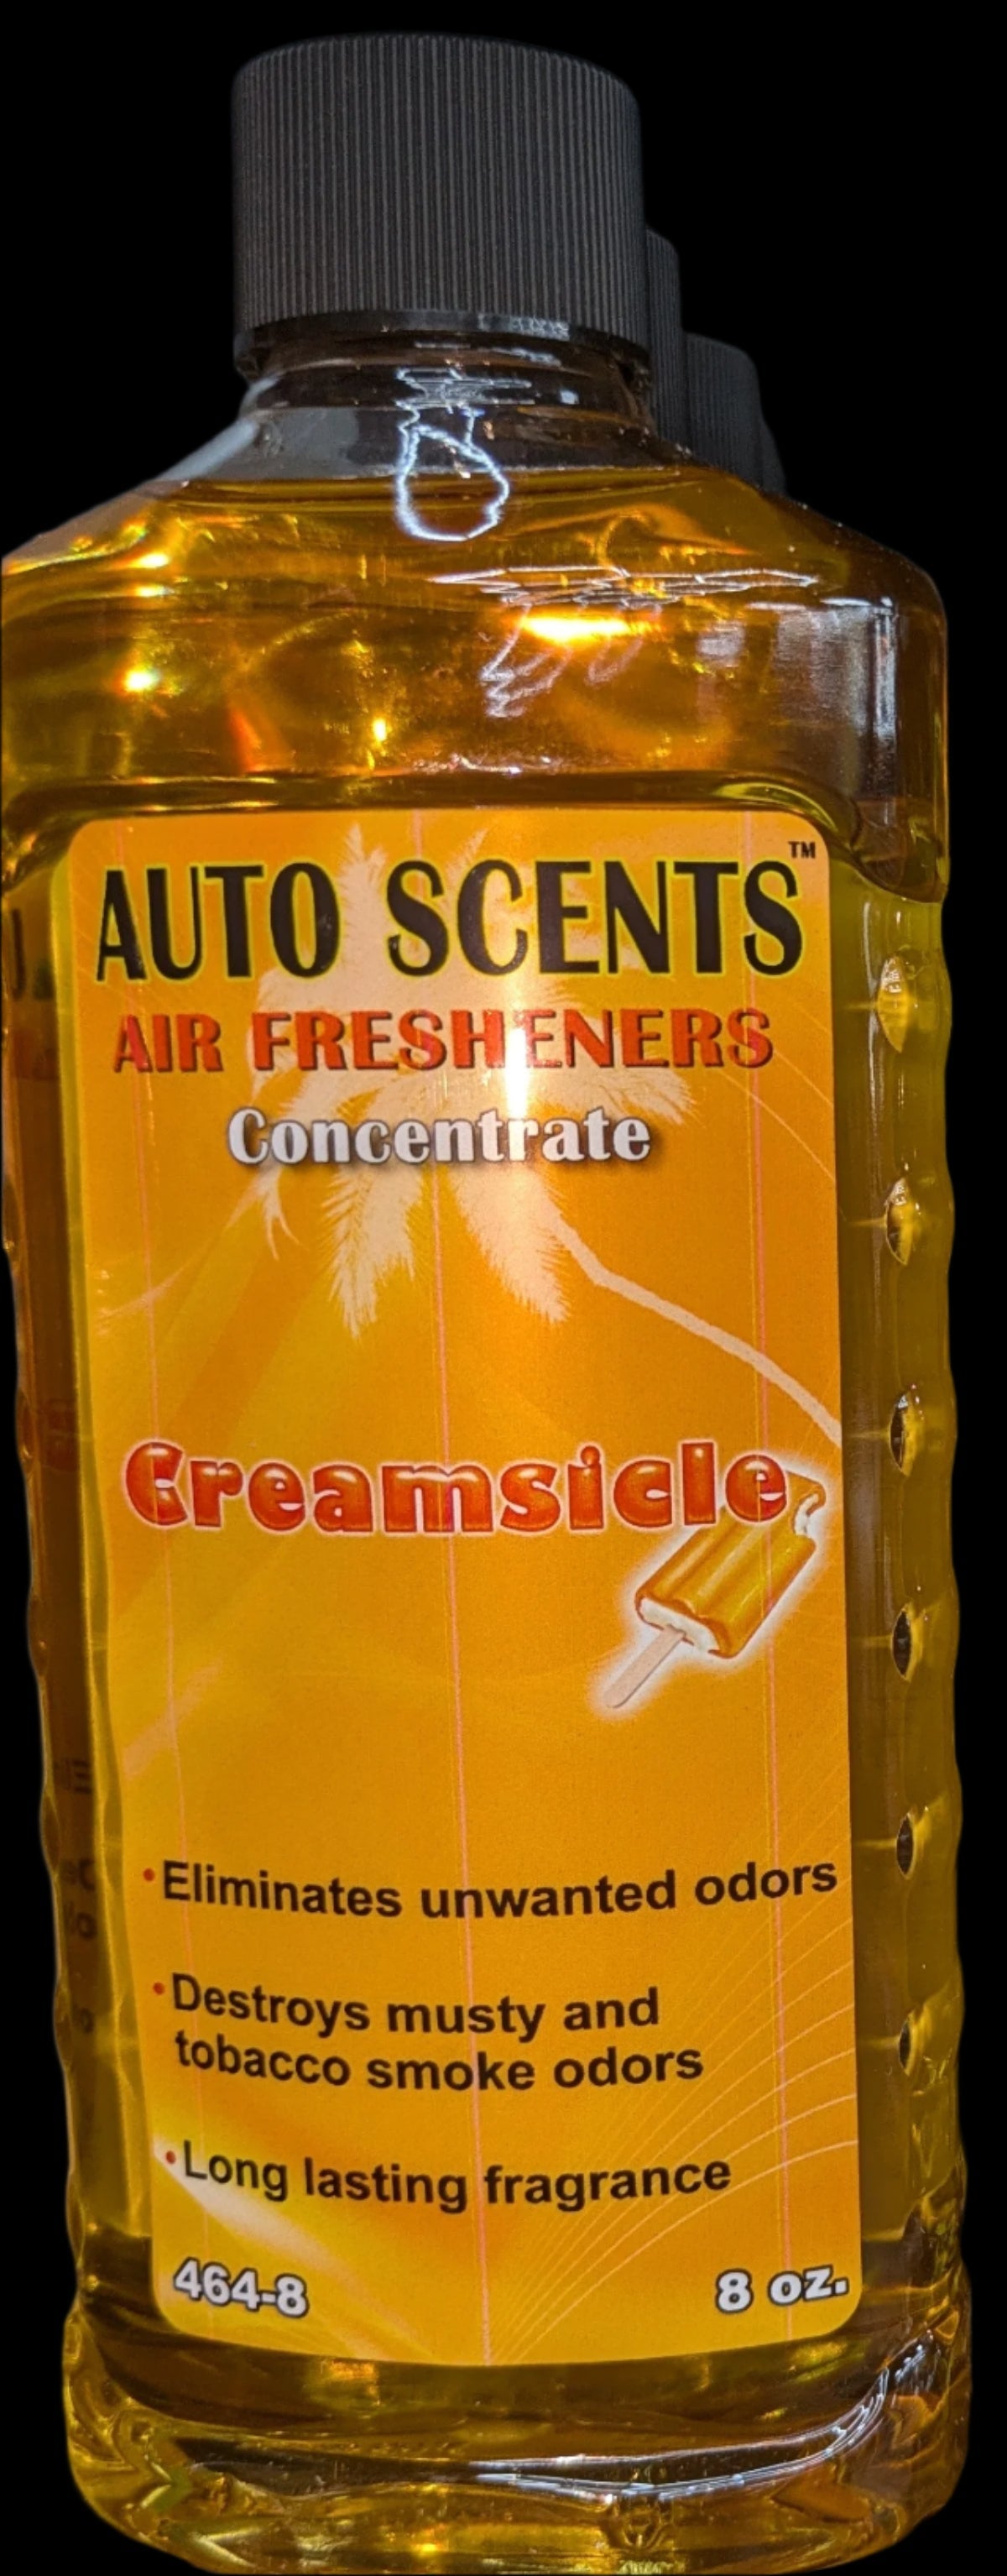 AUTO SCENTS™
AIR FRESHENERS
Concentrate
Creamsicle
•Eliminates unwanted odors
•Destroys musty and
tobacco smoke odors
•Long lasting fragrance
464-8
8 oz.